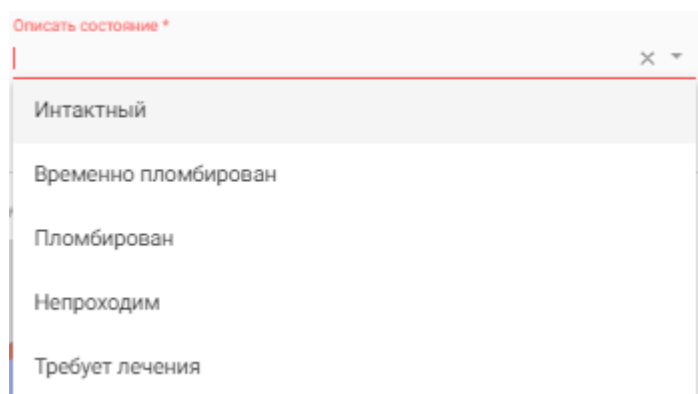 Описать состояние *
Интактный
Временно пломбирован
Пломбирован
Непроходим
Требует лечения